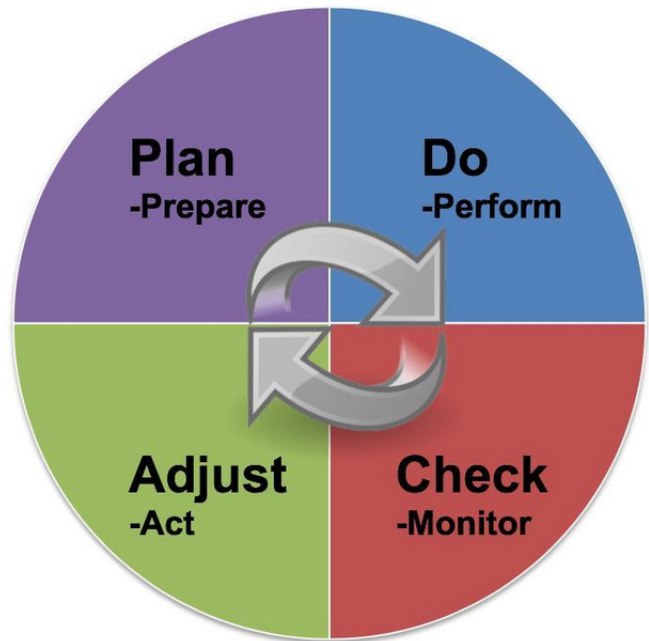 Plan
-Prepare
Do
-Perform
Adjust
-Act
Check
-Monitor